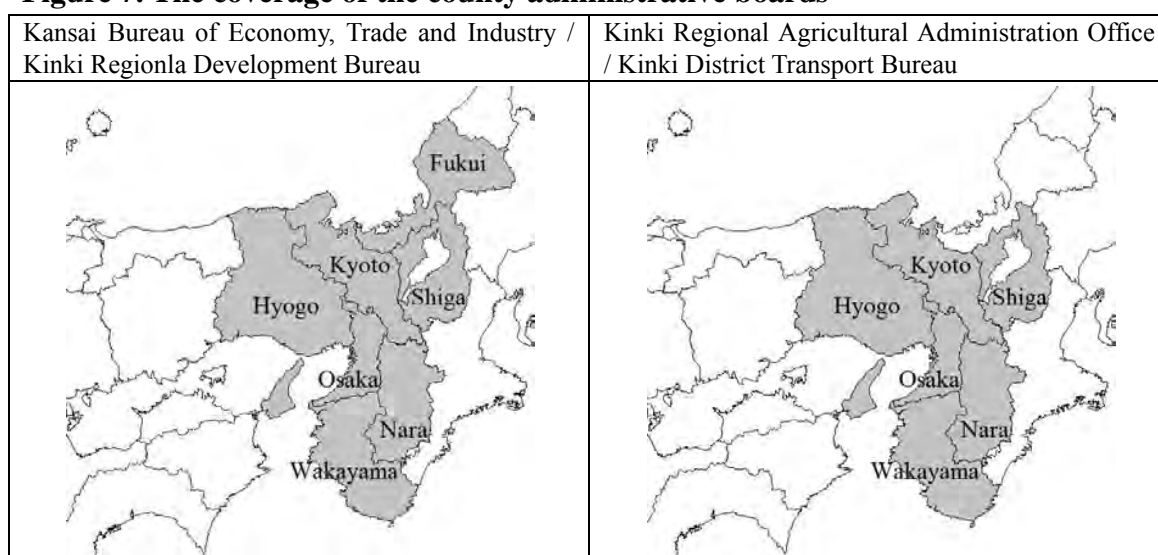 Figure 7: The coverage of the county administrative boards
Kansai Bureau of Economy, Trade and Industry /
Kinki Regionla Development Bureau
Kinki Regional Agricultural Administration Office
/ Kinki District Transport Bureau
Fukui
Kyoto
Shiga
Hyogo
Osaka
Nara
Wakayama
Kyoto
Shiga
Hyogo
Osaka
Nara
Wakayama